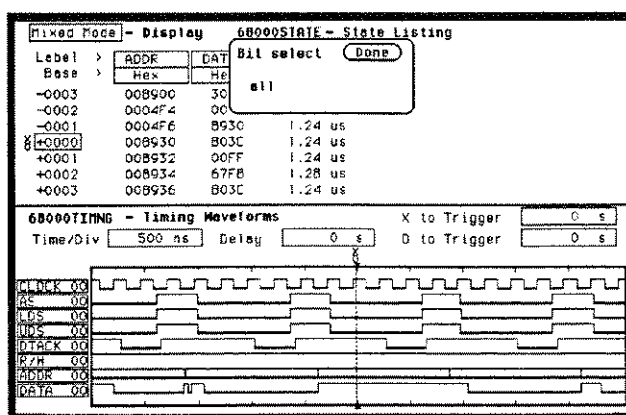 Mixed Mode - Display 68000STATE - State Listing
Bit select Done
all
Label > ADDR DAT
Base > Hex He
-0003 008900 30
-0002 0004F4 00
-0001 0004F6 8930 1.24 us
+0000 008930 B03C 1.24 us
+0001 008932 00FF 1.24 us
+0002 008934 67F8 1.28 us
+0003 008936 B03C 1.24 us
68000TIMNG - Timing Waveforms X to Trigger 0 s
Time/Div 500 ns Delay 0 s O to Trigger 0 s
CLOCK 00
AS 00
LDS 00
UDS 00
DTACK 00
R/W 00
ADDR 00
DATA 00